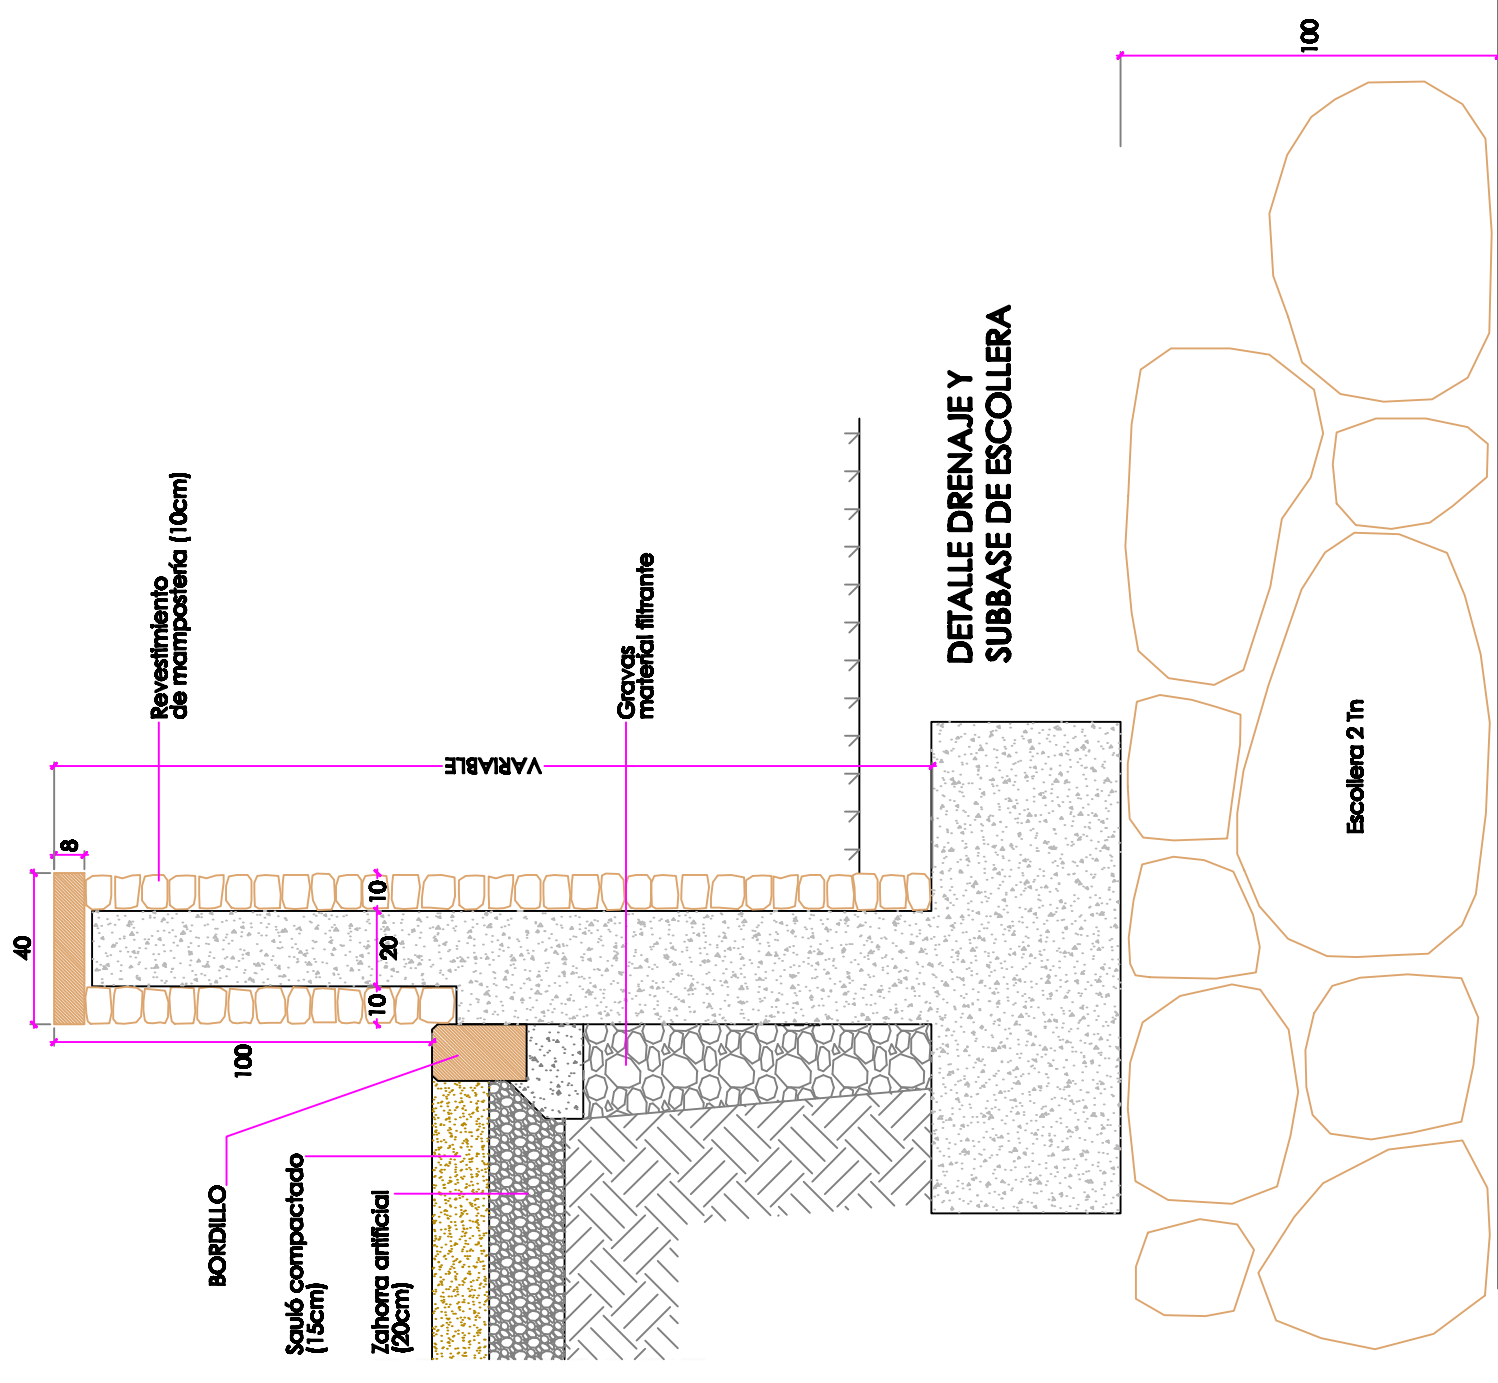 40
8
100
Revestimiento
de mampostería (10cm)
VARIABLE
10
20
10
100
BORDILLO
Sauló compactado
(15cm)
Zahorra artificial
(20cm)
Gravas
material filtrante
DETALLE DRENAJE Y
SUBBASE DE ESCOLLERA
Escollera 2 Tn
100